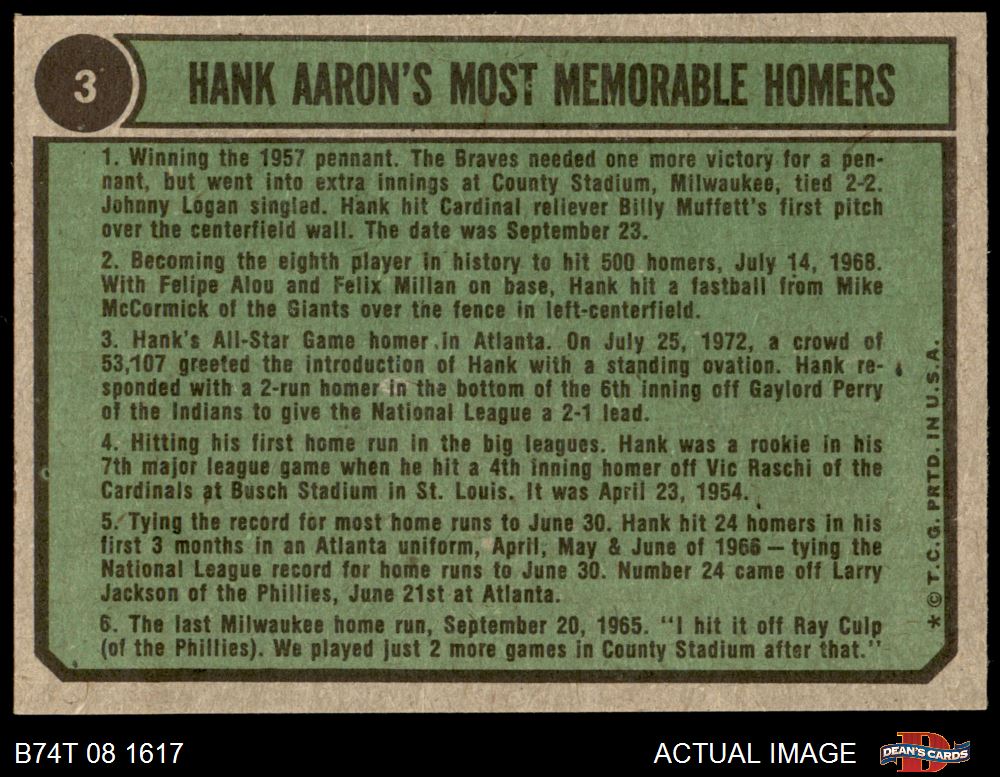 3
HANK AARON'S MOST MEMORABLE HOMERS
1. Winning the 1957 pennant. The Braves needed one more victory for a pen-
nant, but went into extra innings at County Stadium, Milwaukee, tied 2-2.
Johnny Logan singled. Hank hit Cardinal reliever Billy Muffett's first pitch
over the centerfield wall. The date was September 23.
2. Becoming the eighth player in history to hit 500 homers, July 14, 1968.
With Felipe Alou and Felix Millan on base, Hank hit a fastball from Mike
McCormick of the Giants over the fence in left-centerfield.
3. Hank's All-Star Game homer in Atlanta. On July 25, 1972, a crowd of
53,107 greeted the introduction of Hank with a standing ovation. Hank re-
sponded with a 2-run homer in the bottom of the 6th inning off Gaylord Perry
of the Indians to give the National League a 2-1 lead.
4. Hitting his first home run in the big leagues. Hank was a rookie in his
7th major league game when he hit a 4th inning homer off Vic Raschi of the
Cardinals at Busch Stadium in St. Louis. It was April 23, 1954.
5. Tying the record for most home runs to June 30. Hank hit 24 homers in his
first 3 months in an Atlanta uniform, April, May & June of 1966 — tying the
National League record for home runs to June 30. Number 24 came off Larry
Jackson of the Phillies, June 21st at Atlanta.
6. The last Milwaukee home run, September 20, 1965. "I hit it off Ray Culp
(of the Phillies). We played just 2 more games in County Stadium after that."
* © T.C.G. PRTD. IN U.S.A.
B74T 08 1617
ACTUAL IMAGE
D
DEAN'S CARDS